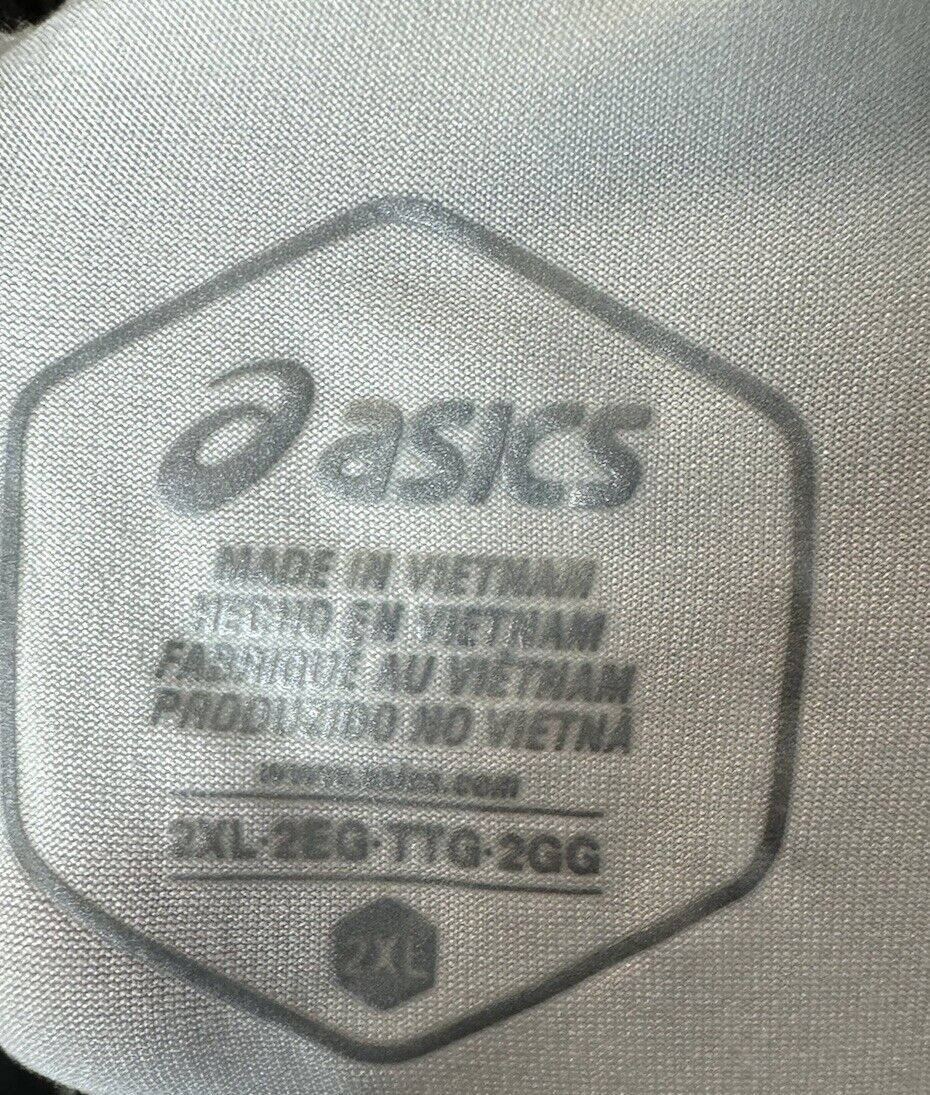 asics
MADE IN VIETNAM
HECHO EN VIETNAM
FABRIQUÉ AU VIÊTNAM
PRODUZIDO NO VIETNÃ
www.asics.com
2XL·2EG·TTG·2GG
2XL